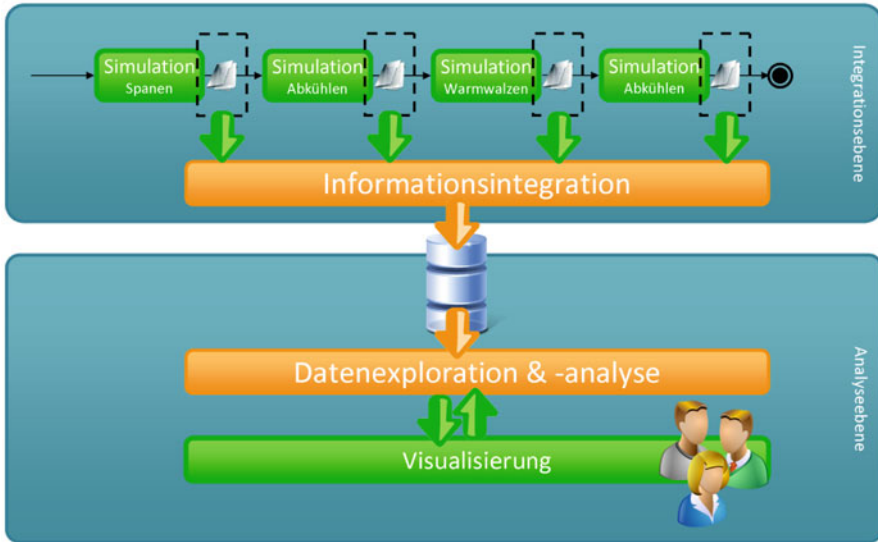 Simulation
Spanen
Simulation
Abkühlen
Simulation
Warmwalzen
Simulation
Abkühlen
Integrationsebene
Informationsintegration
Datenexploration & -analyse
Analyseebene
Visualisierung